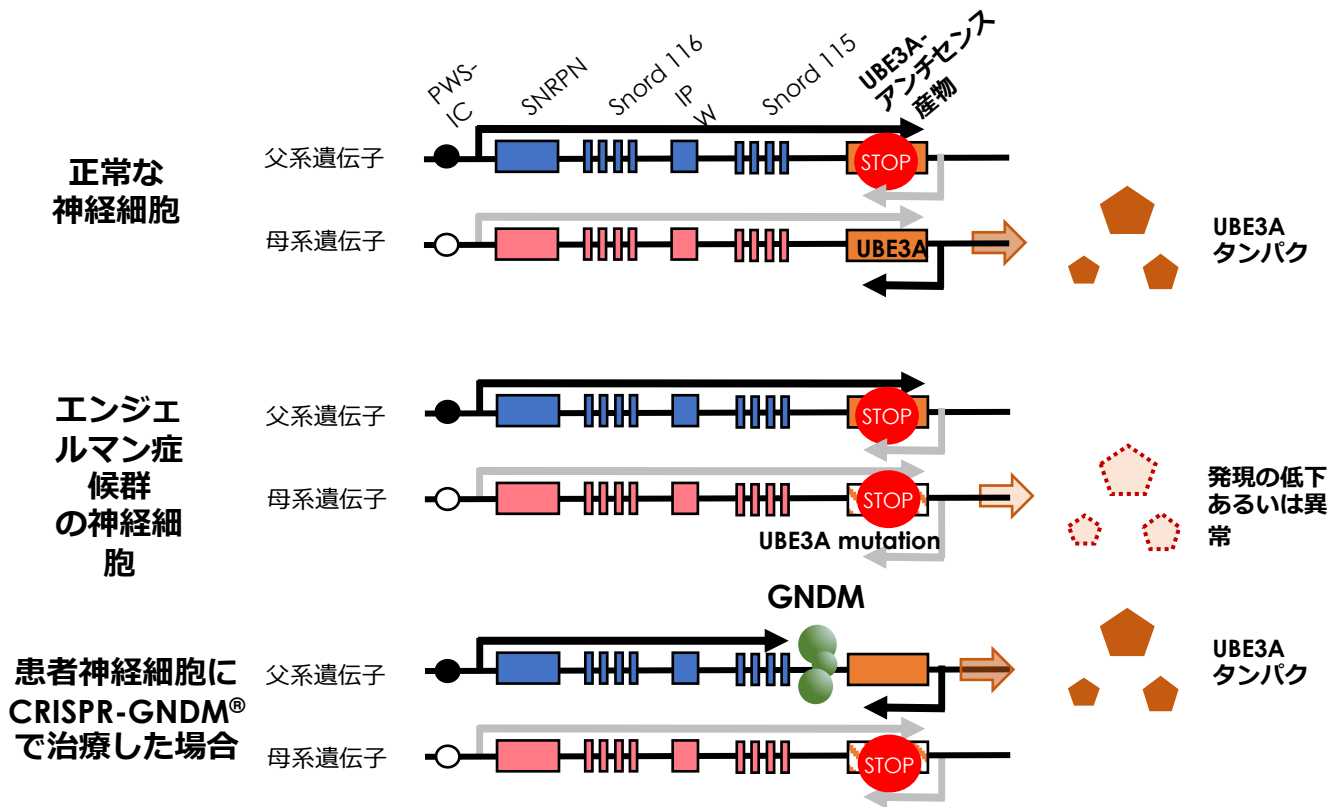 PWS-
IC
SNRPN
Snord 116
IP
W
Snord 115
UBE3A-
アンチセンス
産物
正常な
神経細胞
父系遺伝子
STOP
母系遺伝子
UBE3A
UBE3A
タンパク
エンジェ
ルマン症
候群
の神経細
胞
父系遺伝子
STOP
母系遺伝子
STOP
UBE3A mutation
発現の低下
あるいは異
常
GNDM
患者神経細胞に
CRISPR-GNDM®
で治療した場合
父系遺伝子
UBE3A
タンパク
母系遺伝子
STOP